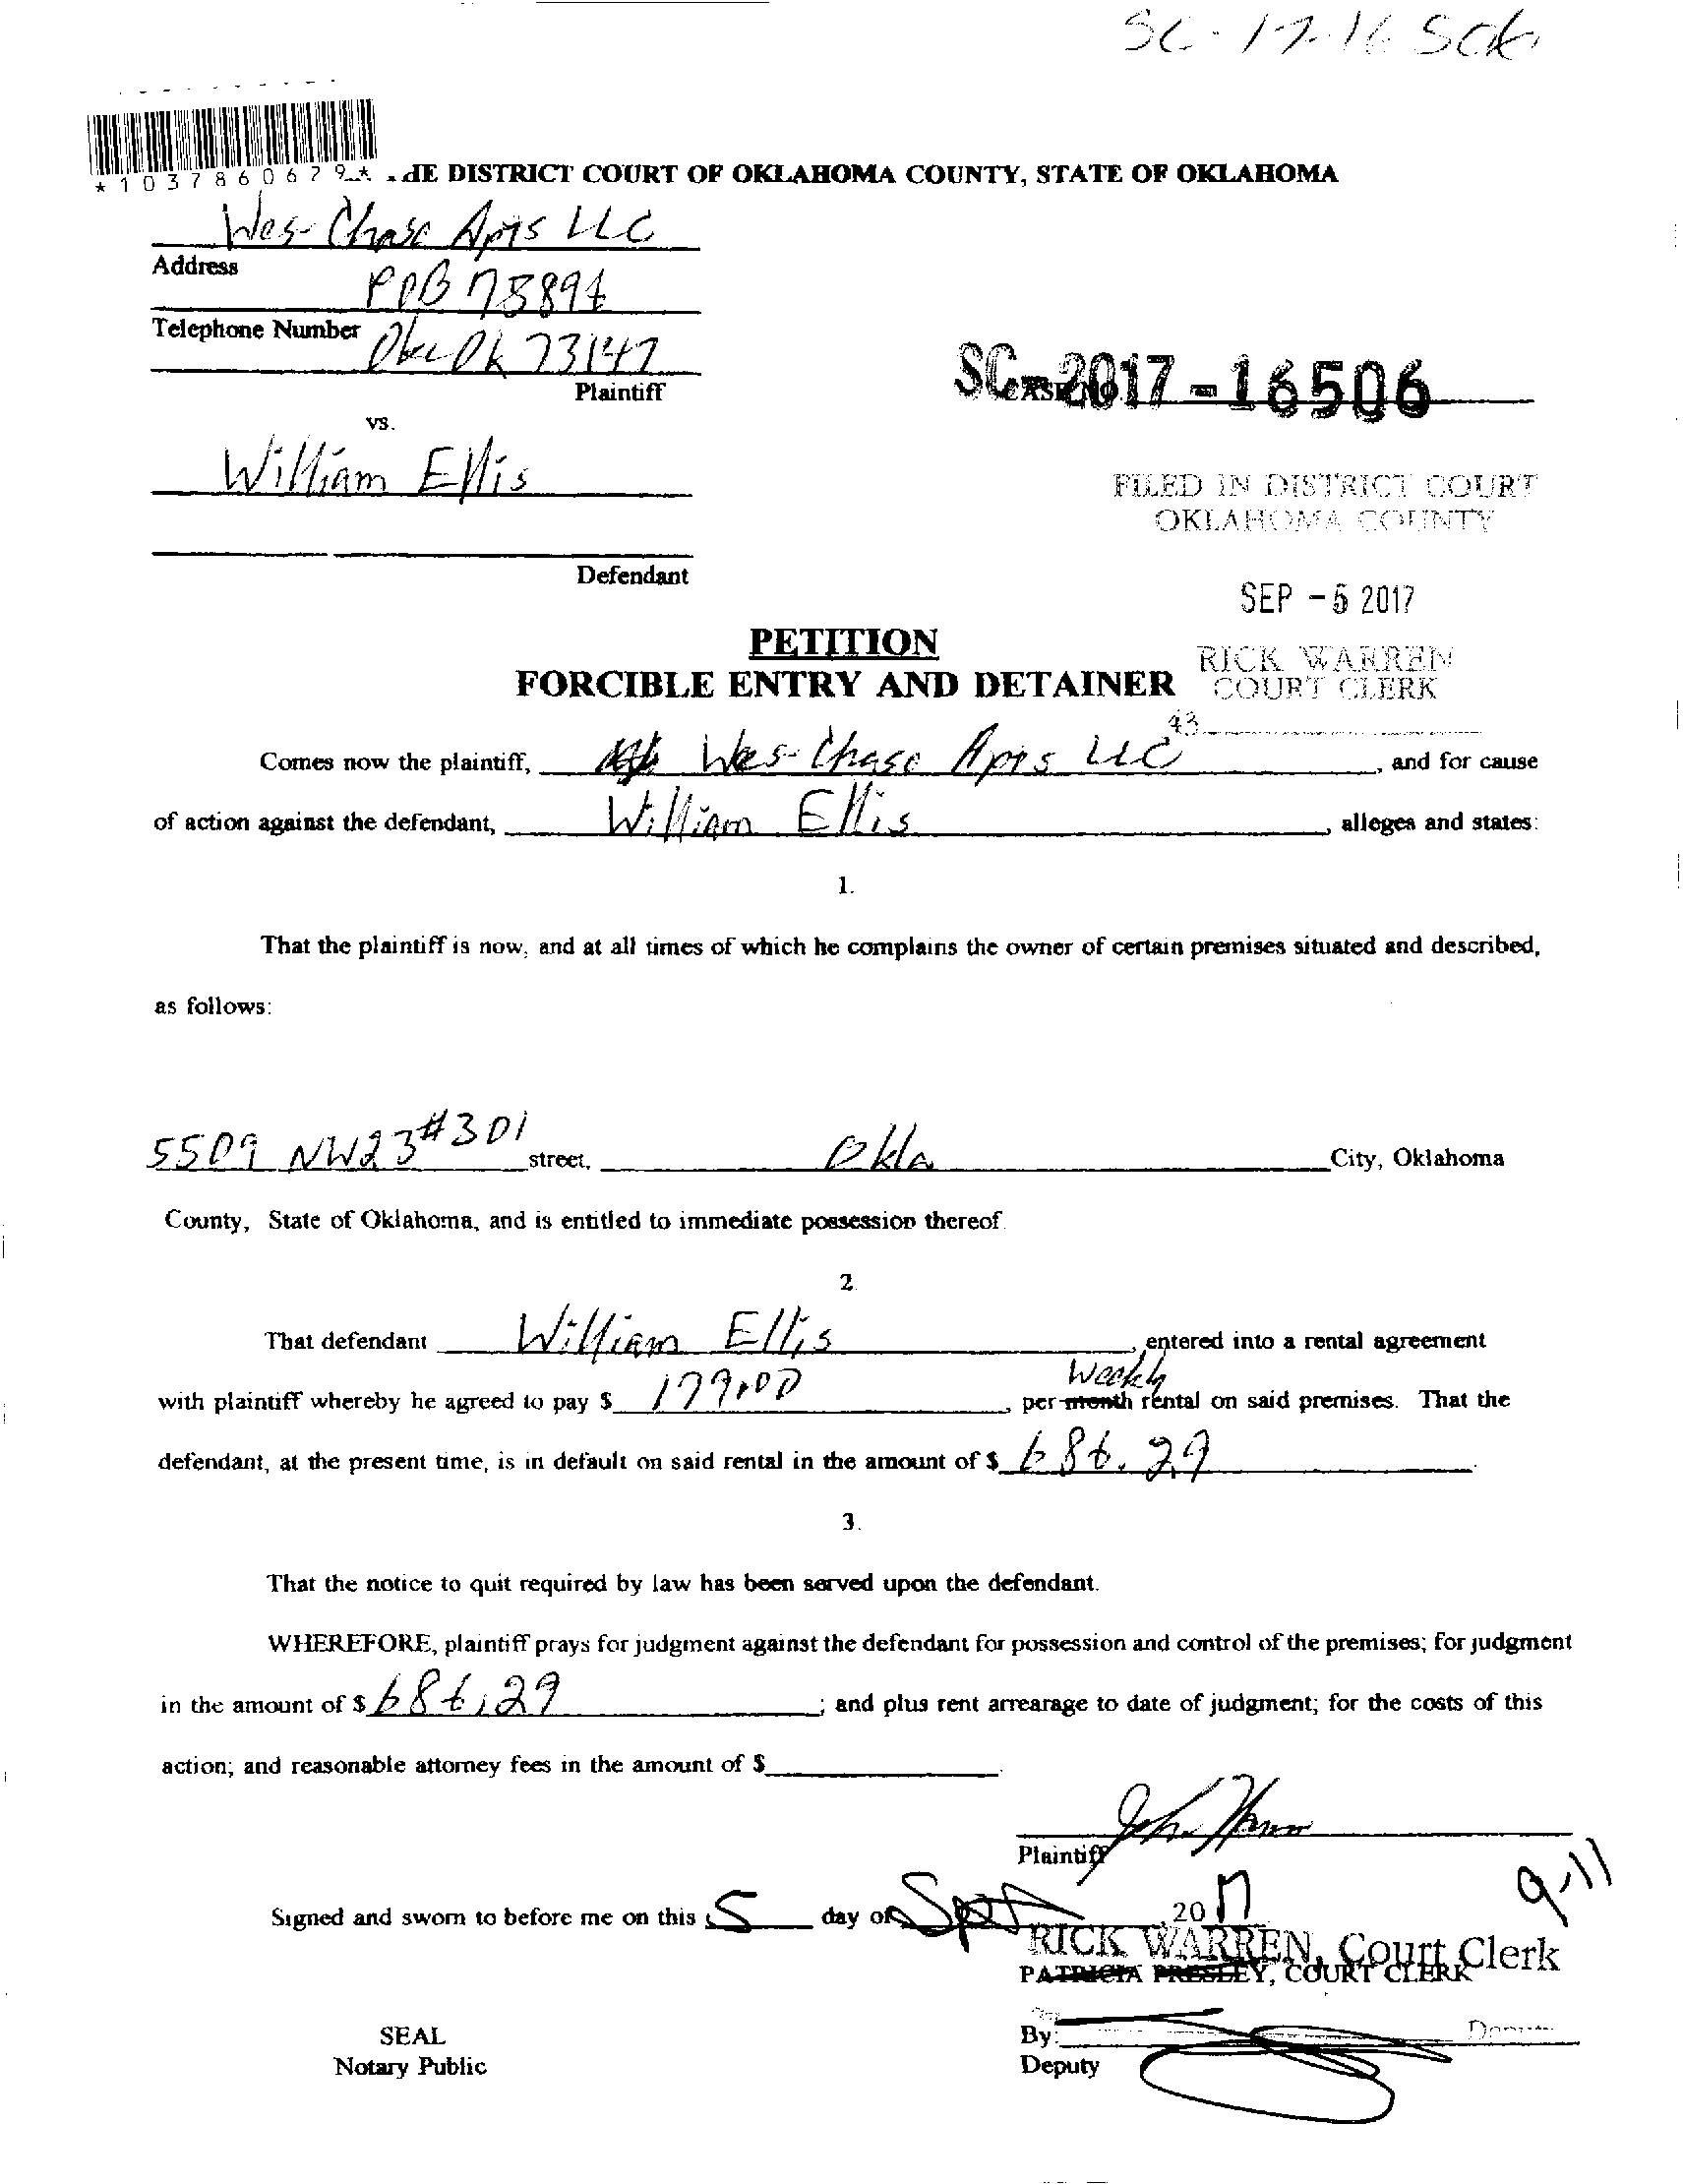 SC-17-16506
*1037860679*
HE DISTRICT COURT OF OKLAHOMA COUNTY, STATE OF OKLAHOMA
Wes-Chase Apts LLC
Address
POB 75894
Telephone Number
Okc Ok 73147
Plaintiff
CASE NO.
SC-2017-16506
vs.
William Ellis
FILED IN DISTRICT COURT
OKLAHOMA COUNTY
Defendant
SEP -5 2017
PETITION
RICK WARREN
FORCIBLE ENTRY AND DETAINER
COURT CLERK
43
Comes now the plaintiff, Wes-Chase Apts LLC, and for cause
of action against the defendant, William Ellis, alleges and states:
1.
That the plaintiff is now, and at all times of which he complains the owner of certain premises situated and described,
as follows:
5509 NW23 #301 street, Okla City, Oklahoma
County, State of Oklahoma, and is entitled to immediate possession thereof.
2.
That defendant William Ellis, entered into a rental agreement
with plaintiff whereby he agreed to pay $ 179.00, per month Weekly rental on said premises. That the
defendant, at the present time, is in default on said rental in the amount of $ 686.29.
3.
That the notice to quit required by law has been served upon the defendant.
WHEREFORE, plaintiff prays for judgment against the defendant for possession and control of the premises; for judgment
in the amount of $ 686.29; and plus rent arrearage to date of judgment; for the costs of this
action; and reasonable attorney fees in the amount of $
Plaintiff
9-11
Signed and sworn to before me on this 5 day of Sept, 2017
RICK WARREN, Court Clerk
PATRICIA PRESLEY, COURT CLERK
SEAL
By: Deputy
Notary Public
Deputy